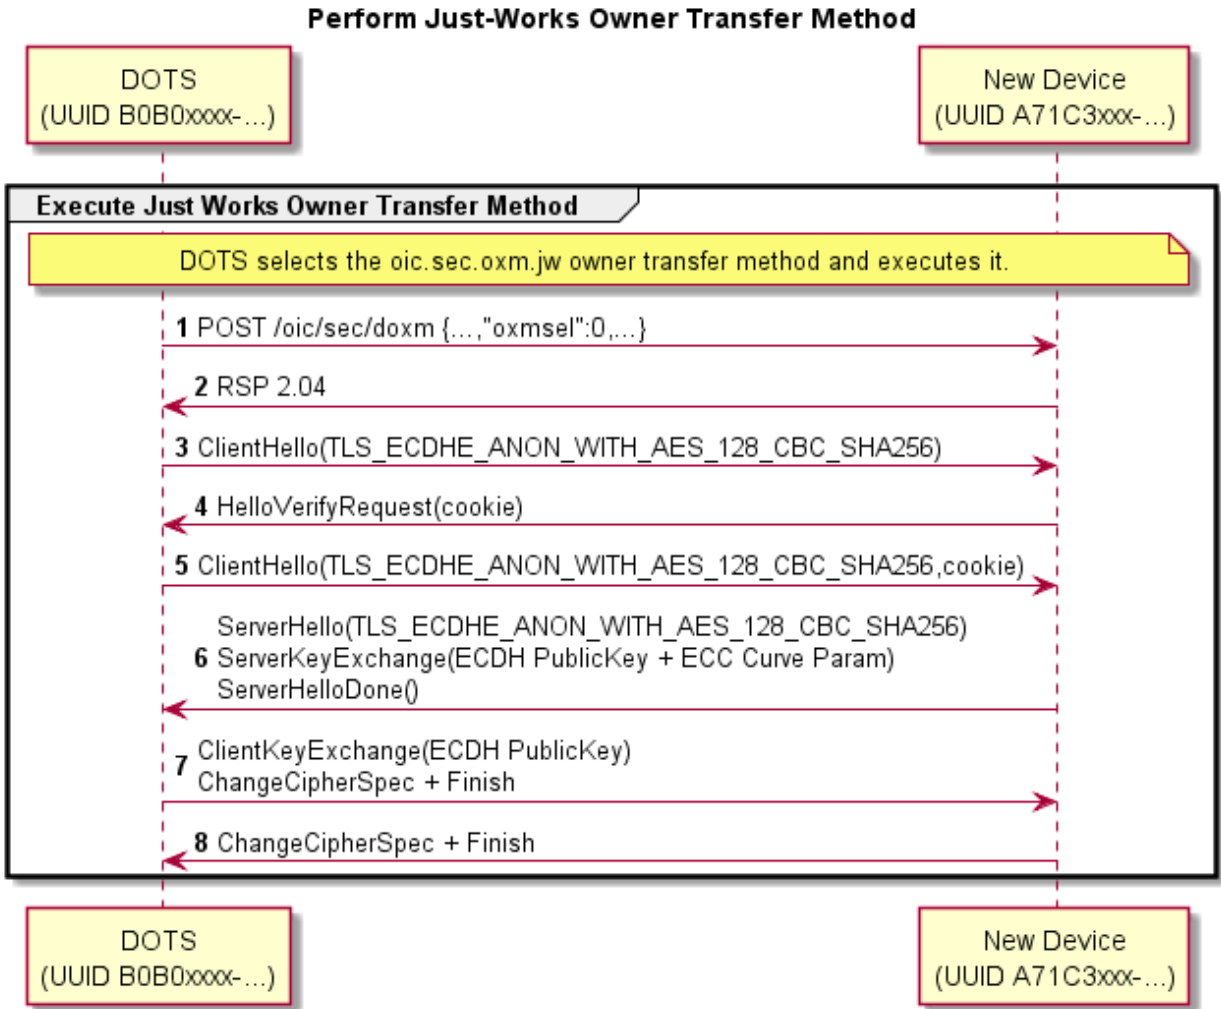 Perform Just-Works Owner Transfer Method
DOTS
(UUID B0B0xxxx-...)
New Device
(UUID A71C3xxx-...)
Execute Just Works Owner Transfer Method
DOTS selects the oic.sec.oxm.jw owner transfer method and executes it.
1 POST /oic/sec/doxm {...,"oxmsel":0,...}
2 RSP 2.04
3 ClientHello(TLS_ECDHE_ANON_WITH_AES_128_CBC_SHA256)
4 HelloVerifyRequest(cookie)
5 ClientHello(TLS_ECDHE_ANON_WITH_AES_128_CBC_SHA256,cookie)
ServerHello(TLS_ECDHE_ANON_WITH_AES_128_CBC_SHA256)
6 ServerKeyExchange(ECDH PublicKey + ECC Curve Param)
ServerHelloDone()
7 ClientKeyExchange(ECDH PublicKey)
ChangeCipherSpec + Finish
8 ChangeCipherSpec + Finish
DOTS
(UUID B0B0xxxx-...)
New Device
(UUID A71C3xxx-...)